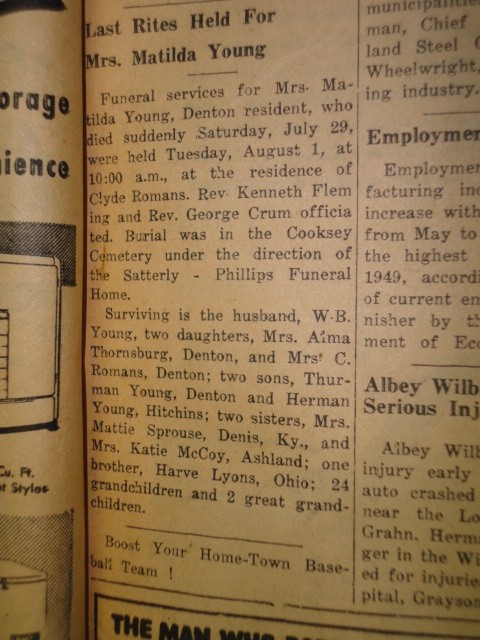 orage
nience
Cu. Ft.
t Styles
Last Rites Held For
Mrs. Matilda Young
Funeral services for Mrs. Ma-
tilda Young, Denton resident, who
died suddenly Saturday, July 29,
were held Tuesday, August 1, at
10:00 a.m., at the residence of
Clyde Romans. Rev. Kenneth Flem
ing and Rev. George Crum officia
ted. Burial was in the Cooksey
Cemetery under the direction of
the Satterly - Phillips Funeral
Home.
Surviving is the husband, W.B.
Young, two daughters, Mrs. Alma
Thornsburg, Denton, and Mrs. C.
Romans, Denton; two sons, Thur-
man Young, Denton and Herman
Young, Hitchins; two sisters, Mrs.
Mattie Sprouse, Denis, Ky., and
Mrs. Katie McCoy, Ashland; one
brother, Harve Lyons, Ohio; 24
grandchildren and 2 great grand-
children.
Boost Your Home-Town Base-
ball Team !
THE MAN WHO
municipalities
man, Chief
land Steel C
Wheelwright,
ing industry.
Employmen
Employmen
facturing ind
increase with
from May to
the highest
1949, accordi
of current em
nisher by th
ment of Eco
Albey Wilb
Serious Inj
Albey Wilb
injury early
auto crashed
near the Lo
Grahn. Herma
ger in the Wi
ed for injurie
pital, Grayson